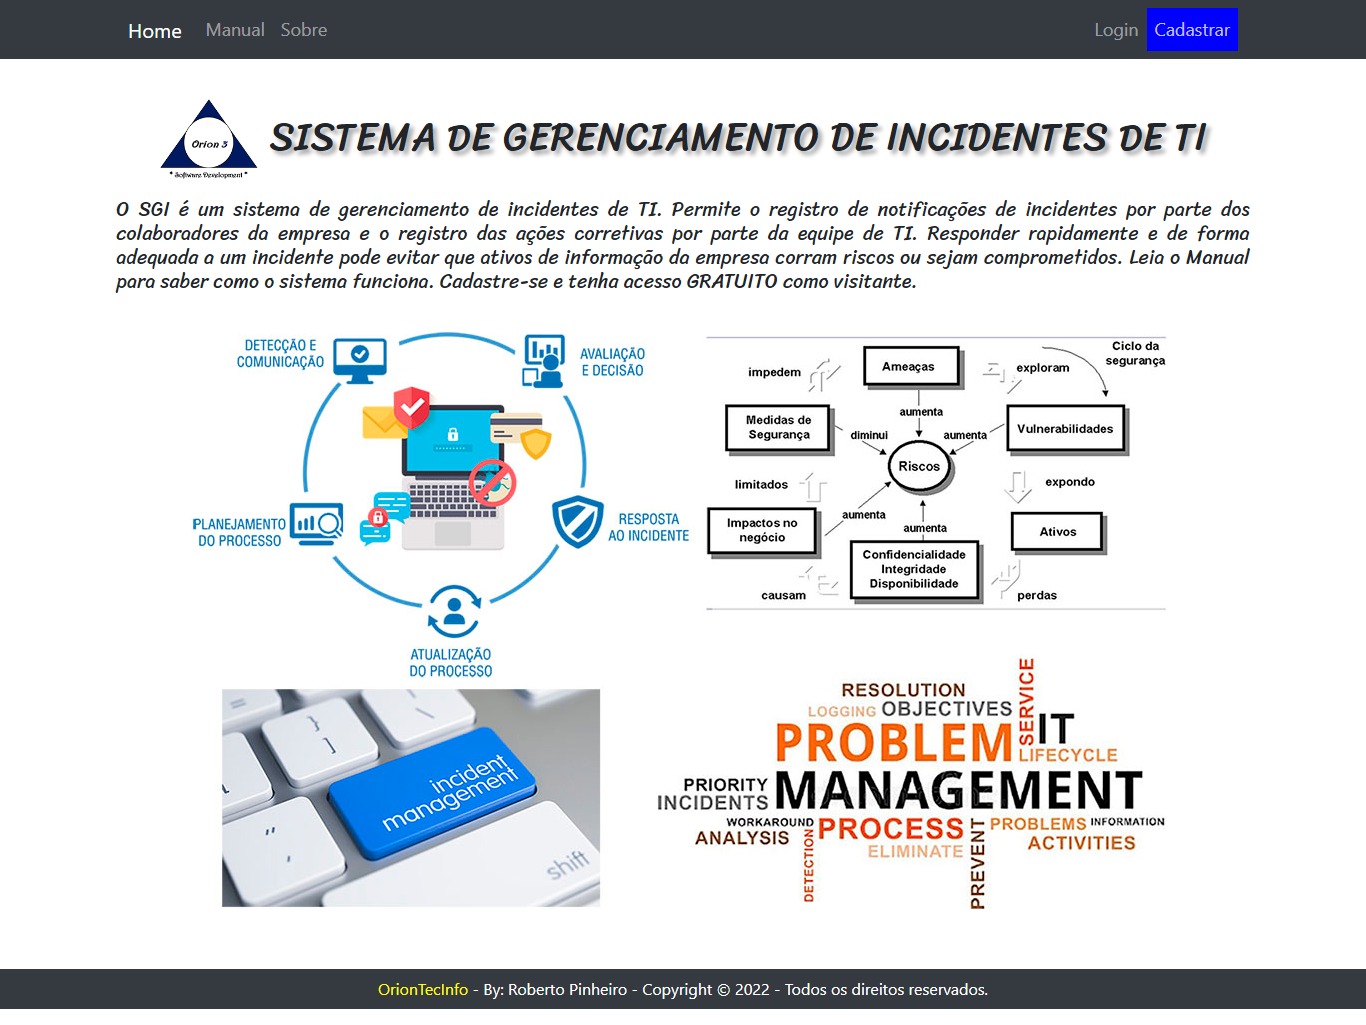 Home Manual Sobre Login Cadastrar
Orion 3
* Software Development *
SISTEMA DE GERENCIAMENTO DE INCIDENTES DE TI
O SGI é um sistema de gerenciamento de incidentes de TI. Permite o registro de notificações de incidentes por parte dos
colaboradores da empresa e o registro das ações corretivas por parte da equipe de TI. Responder rapidamente e de forma
adequada a um incidente pode evitar que ativos de informação da empresa corram riscos ou sejam comprometidos. Leia o Manual
para saber como o sistema funciona. Cadastre-se e tenha acesso GRATUITO como visitante.
DETECÇÃO E
COMUNICAÇÃO
AVALIAÇÃO
E DECISÃO
PLANEJAMENTO
DO PROCESSO
RESPOSTA
AO INCIDENTE
ATUALIZAÇÃO
DO PROCESSO
Ciclo da
segurança
Ameaças
impedem
exploram
aumenta
Medidas de
Segurança
diminui
aumenta
Vulnerabilidades
Riscos
limitados
expondo
Impactos no
negócio
aumenta
aumenta
Ativos
Confidencialidade
Integridade
Disponibilidade
causam
perdas
incident
management
shift
RESOLUTION
LOGGING OBJECTIVES
SERVICE
PROBLEM IT
LIFECYCLE
PRIORITY
INCIDENTS
MANAGEMENT
WORKAROUND
ANALYSIS
PROCESS
PROBLEMS INFORMATION
ELIMINATE
ACTIVITIES
DETECTION
PREVENT
OrionTecInfo - By: Roberto Pinheiro - Copyright © 2022 - Todos os direitos reservados.